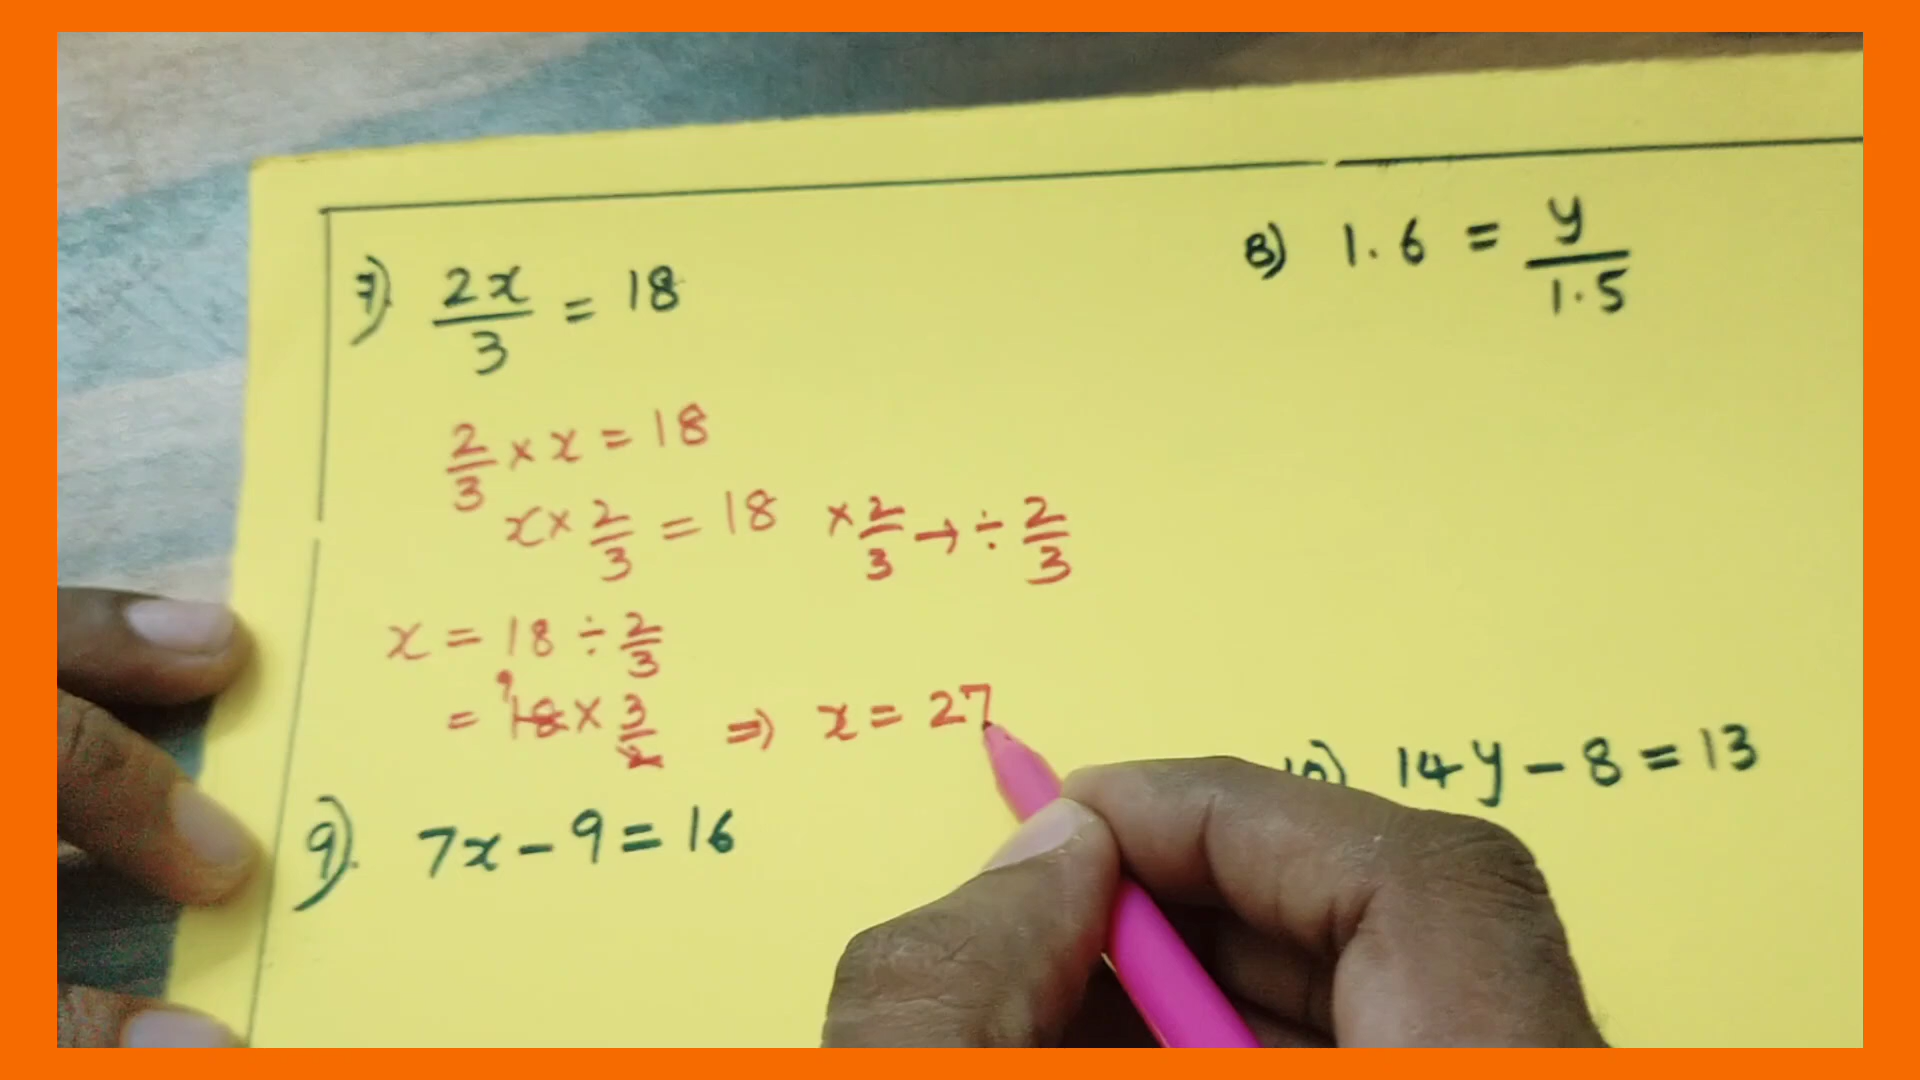 7). 2x/3 = 18
2/3 × x = 18
x × 2/3 = 18 × 2/3 → ÷ 2/3
x = 18 ÷ 2/3
= 9 18 × 3/2 ⇒ x = 27
8) 1.6 = y/1.5
9). 7x - 9 = 16
10) 14y - 8 = 13